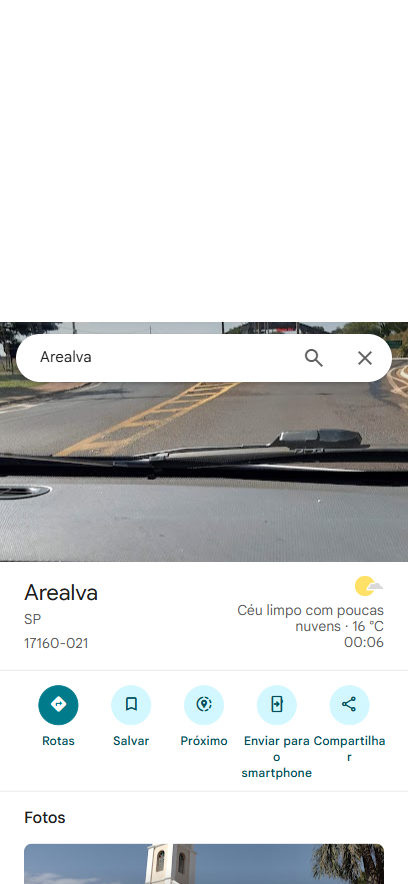 Arealva
Arealva
SP
17160-021
Céu limpo com poucas
nuvens · 16 °C
00:06
Rotas
Salvar
Próximo
Enviar para
o
smartphone
Compartilha
r
Fotos